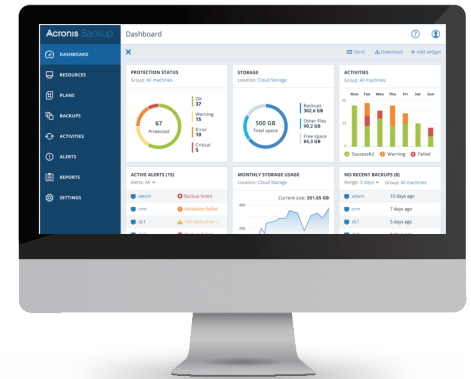 Acronis Backup
Dashboard
DASHBOARD
RESOURCES
PLANS
BACKUPS
ACTIVITIES
ALERTS
REPORTS
SETTINGS
Send
Download
+ Add widget
PROTECTION STATUS
Group: All machines
67
Protected
OK
37
Warning
15
Error
10
Critical
5
STORAGE
Location: Cloud Storage
500 GB
Total space
Backups
302,6 GB
Other files
90,2 GB
Free space
94,3 GB
ACTIVITIES
Group: All machines
Mon Tue Wed Thu Fri Sat Sun
20
Successful
Warning
Failed
ACTIVE ALERTS (15)
Alerts: All
Backup failed
crm
Validation failed
dc1
MONTHLY STORAGE USAGE
Location: Cloud Storage
Current size: 351.65 GB
400
200
NO RECENT BACKUPS (8)
Range: 5 days
Group: All machines
10 days ago
crm
7 days ago
dc1
5 days ago